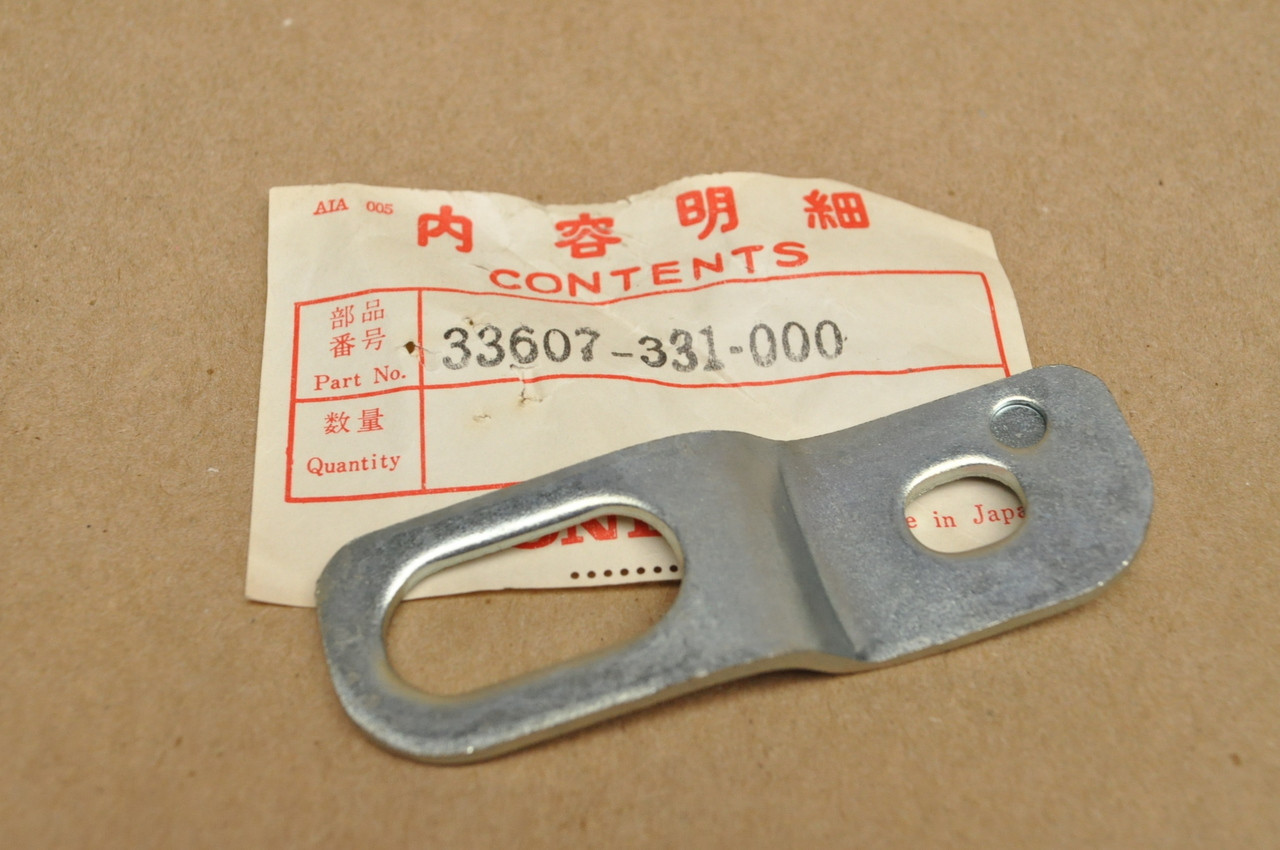 AIA 005
内容明細
CONTENTS
部品
番号
Part No.
33607-331-000
数量
Quantity
in Japa